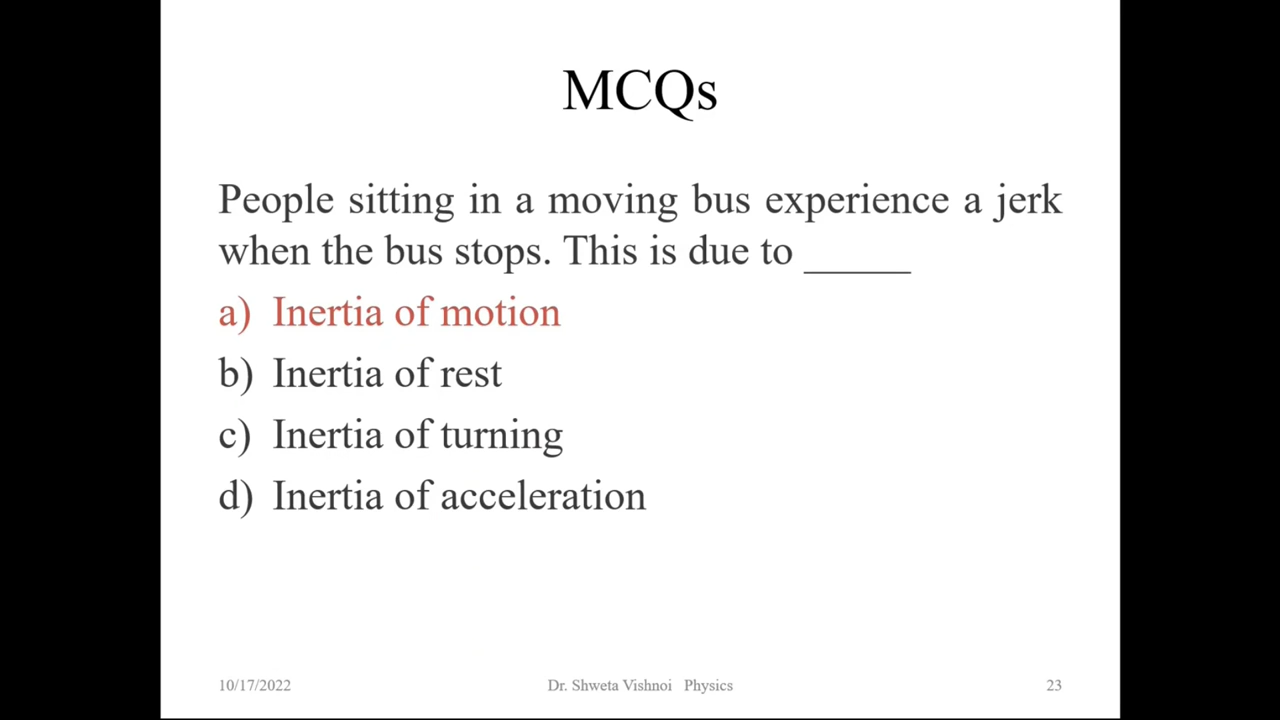 MCQs
People sitting in a moving bus experience a jerk
when the bus stops. This is due to _____
a) Inertia of motion
b) Inertia of rest
c) Inertia of turning
d) Inertia of acceleration
10/17/2022 Dr. Shweta Vishnoi Physics 23